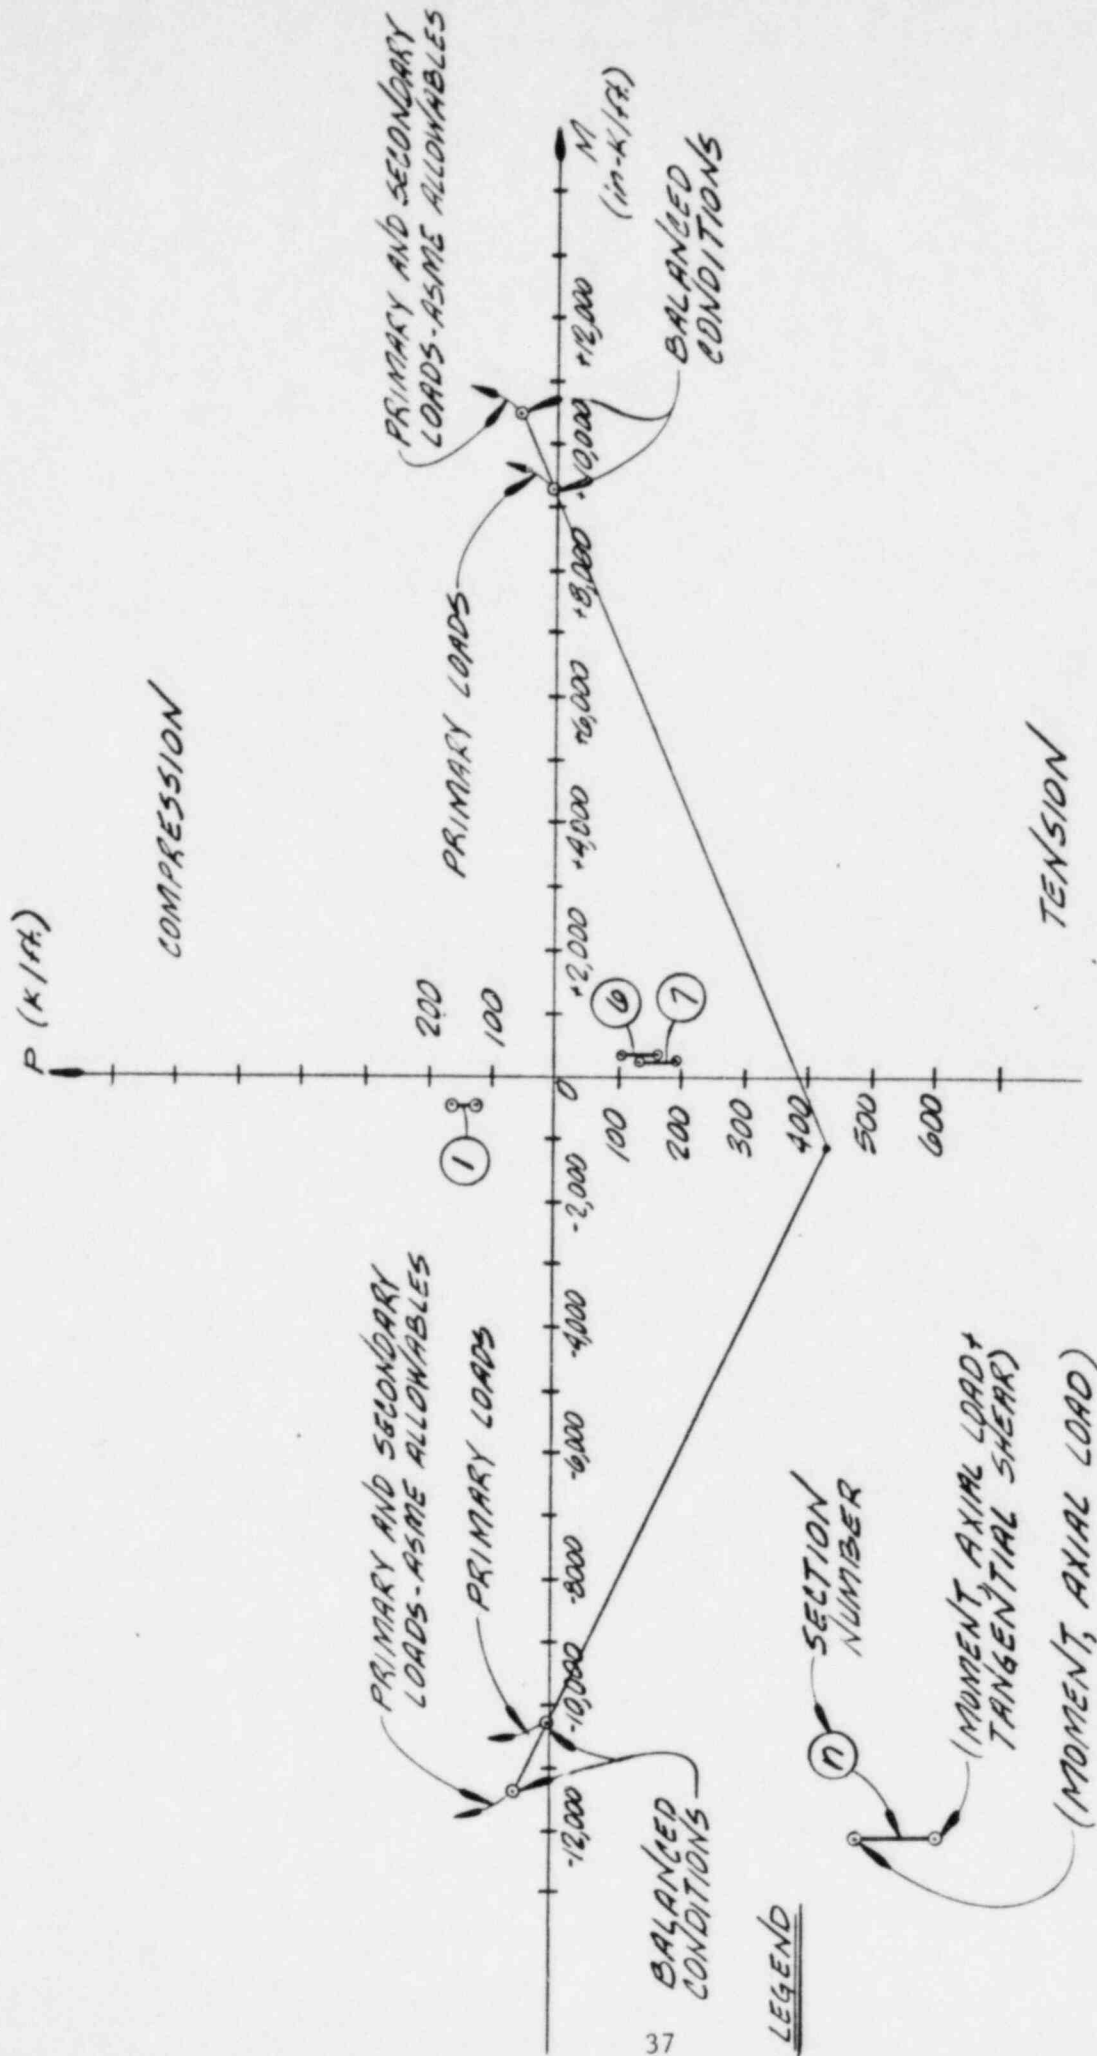 P (K/ft.)
COMPRESSION
PRIMARY AND SECONDARY
LOADS-ASME ALLOWABLES
PRIMARY LOADS
200
100
1
PRIMARY LOADS
PRIMARY AND SECONDARY
LOADS-ASME ALLOWABLES
-12,000
-10,000
-8000
-6,000
-4,000
-2,000
0
+2,000
+4,000
+6,000
+8,000
+10,000
+12,000
M
(in-K/ft.)
BALANCED
CONDITIONS
BALANCED
CONDITIONS
6
7
100
200
300
400
500
600
TENSION
LEGEND
n
SECTION
NUMBER
(MOMENT, AXIAL LOAD +
TANGENTIAL SHEAR)
(MOMENT, AXIAL LOAD)
37